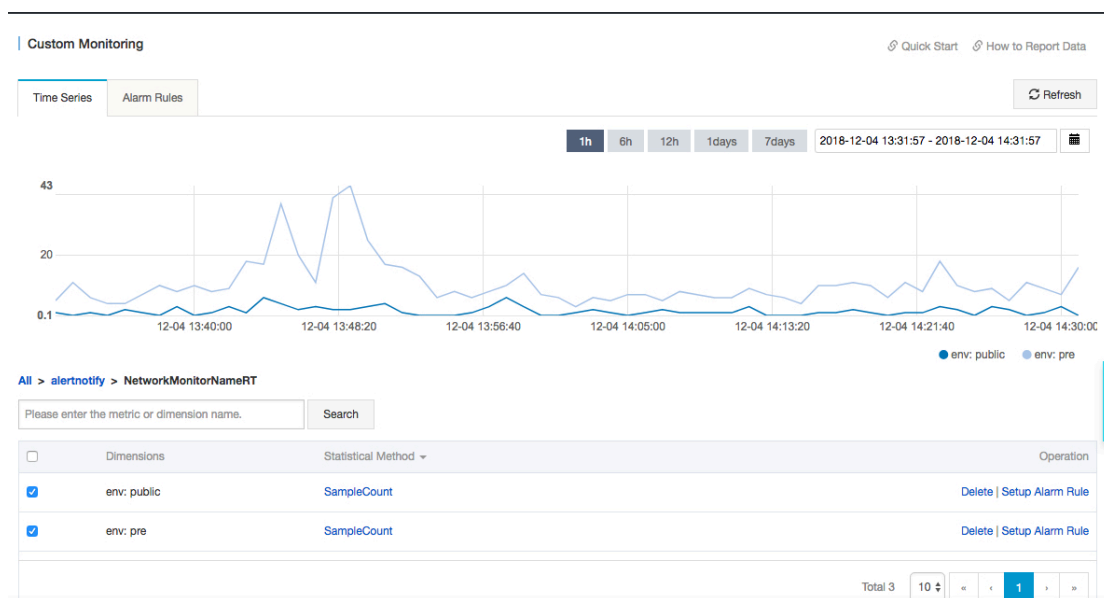 Custom Monitoring
Quick Start How to Report Data
Time Series Alarm Rules Refresh
1h 6h 12h 1days 7days 2018-12-04 13:31:57 - 2018-12-04 14:31:57
43
20
0.1
12-04 13:40:00 12-04 13:48:20 12-04 13:56:40 12-04 14:05:00 12-04 14:13:20 12-04 14:21:40 12-04 14:30:00
env: public env: pre
All > alertnotify > NetworkMonitorNameRT
Please enter the metric or dimension name. Search
Dimensions Statistical Method Operation
env: public SampleCount Delete | Setup Alarm Rule
env: pre SampleCount Delete | Setup Alarm Rule
Total 3 10 « ‹ 1 › »